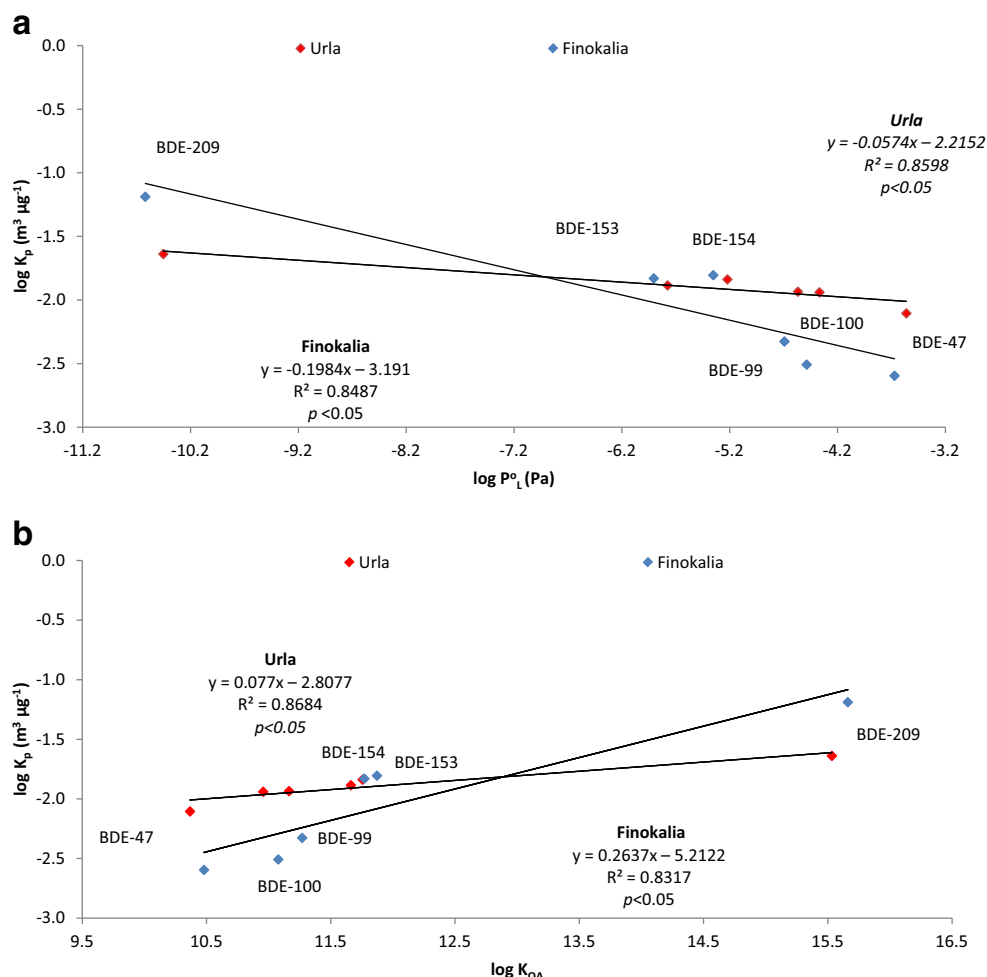 a
Urla
Finokalia
0.0
-0.5
-1.0
-1.5
-2.0
-2.5
-3.0
log Kp (m³ µg⁻¹)
BDE-209
BDE-153
BDE-154
BDE-100
BDE-99
BDE-47
Urla
y = -0.0574x – 2.2152
R² = 0.8598
p<0.05
Finokalia
y = -0.1984x – 3.191
R² = 0.8487
p <0.05
-11.2 -10.2 -9.2 -8.2 -7.2 -6.2 -5.2 -4.2 -3.2
log P°L (Pa)
b
Urla
Finokalia
0.0
-0.5
-1.0
-1.5
-2.0
-2.5
-3.0
log Kp (m³ µg⁻¹)
Urla
y = 0.077x – 2.8077
R² = 0.8684
p<0.05
BDE-154
BDE-153
BDE-209
BDE-47
BDE-99
BDE-100
Finokalia
y = 0.2637x – 5.2122
R² = 0.8317
p<0.05
9.5 10.5 11.5 12.5 13.5 14.5 15.5 16.5
log KOA